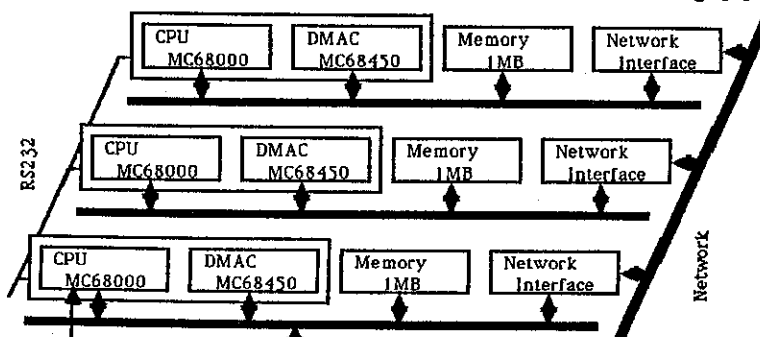 CPU
MC68000
DMAC
MC68450
Memory
1MB
Network
Interface
CPU
MC68000
DMAC
MC68450
Memory
1MB
Network
Interface
RS232
CPU
MC68000
DMAC
MC68450
Memory
1MB
Network
Interface
Network